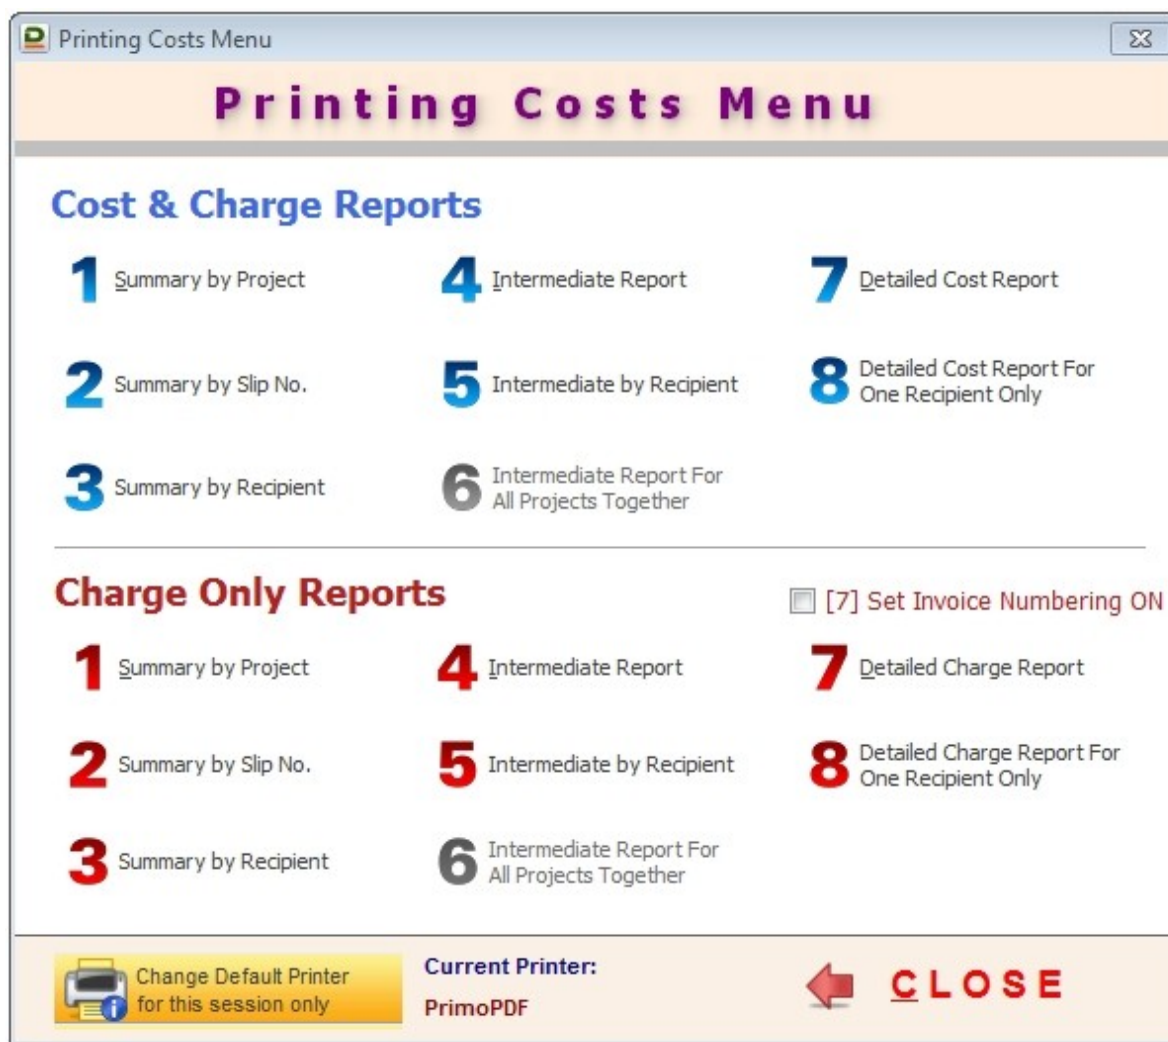 Printing Costs Menu
Printing Costs Menu
Cost & Charge Reports
1 Summary by Project
4 Intermediate Report
7 Detailed Cost Report
2 Summary by Slip No.
5 Intermediate by Recipient
8 Detailed Cost Report For
One Recipient Only
3 Summary by Recipient
6 Intermediate Report For
All Projects Together
Charge Only Reports
[7] Set Invoice Numbering ON
1 Summary by Project
4 Intermediate Report
7 Detailed Charge Report
2 Summary by Slip No.
5 Intermediate by Recipient
8 Detailed Charge Report For
One Recipient Only
3 Summary by Recipient
6 Intermediate Report For
All Projects Together
Change Default Printer
for this session only
Current Printer:
PrimoPDF
CLOSE